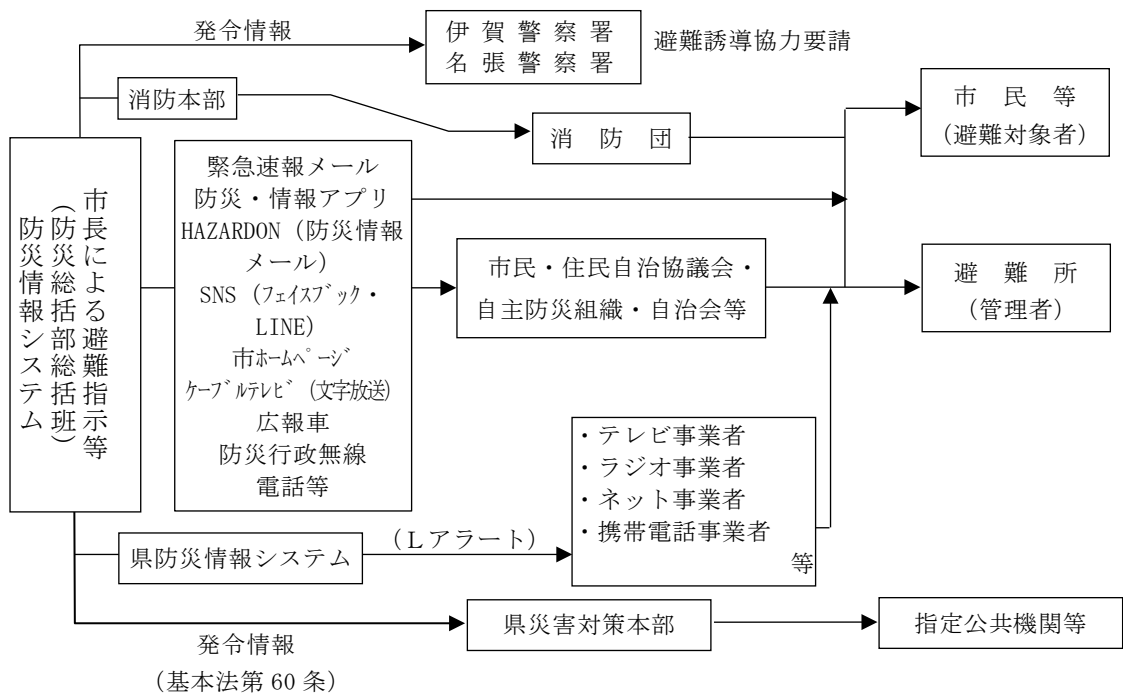 発令情報
伊賀警察署
名張警察署
避難誘導協力要請
消防本部
消防団
市民等
(避難対象者)
市長による避難指示等
(防災総括部総括班)
防災情報システム
緊急速報メール
防災・情報アプリ
HAZARDON(防災情報
メール)
SNS(フェイスブック・
LINE)
市ホームページ
ケーブルテレビ(文字放送)
広報車
防災行政無線
電話等
市民・住民自治協議会・
自主防災組織・自治会等
避難所
(管理者)
・テレビ事業者
・ラジオ事業者
・ネット事業者
・携帯電話事業者
等
県防災情報システム
(Lアラート)
県災害対策本部
指定公共機関等
発令情報
(基本法第 60 条)